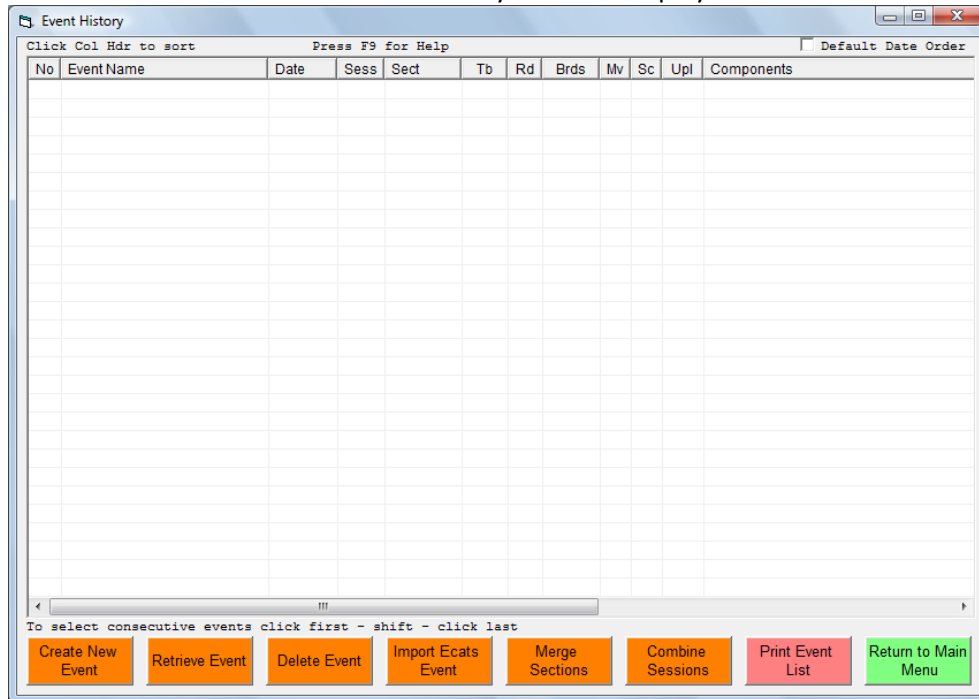 Event History
Click Col Hdr to sort Press F9 for Help Default Date Order
No Event Name Date Sess Sect Tb Rd Brds Mv Sc Upl Components
To select consecutive events click first - shift - click last
Create New Event
Retrieve Event
Delete Event
Import Ecats Event
Merge Sections
Combine Sessions
Print Event List
Return to Main Menu